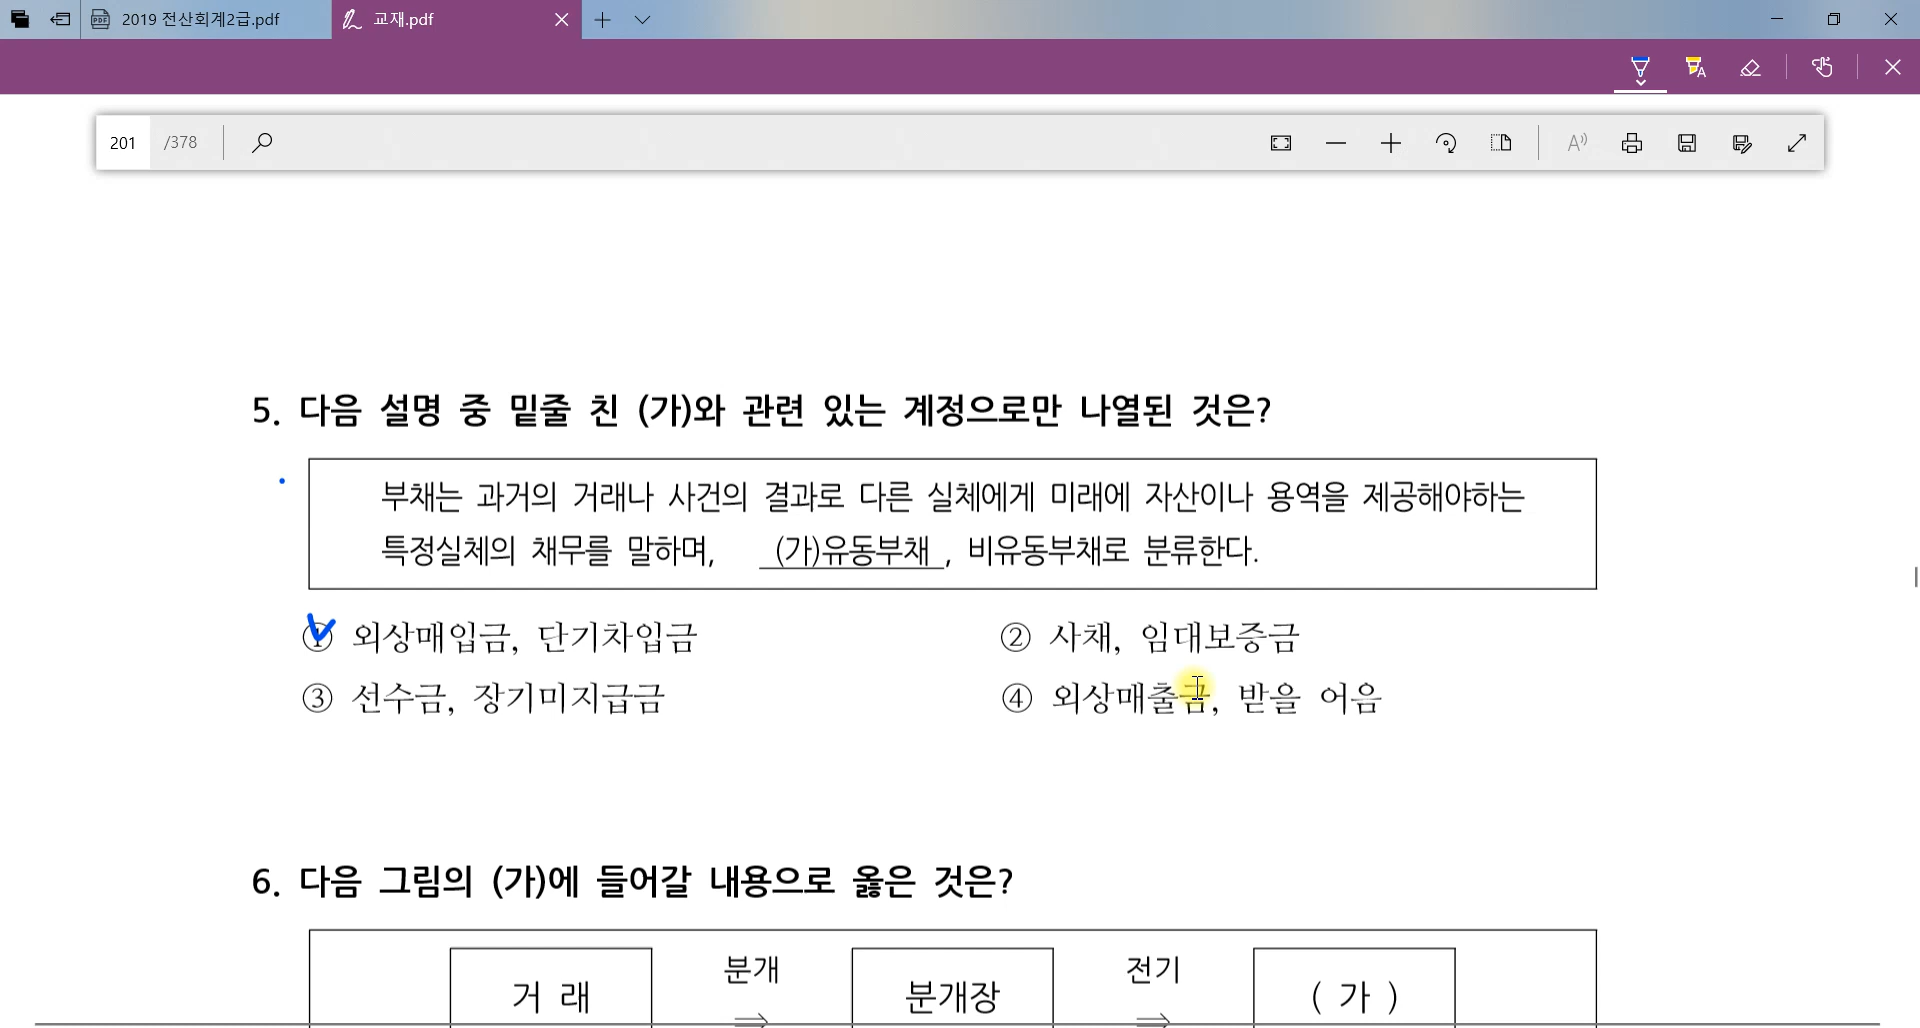 2019 전산회계2급.pdf
교재.pdf
201 /378
5. 다음 설명 중 밑줄 친 (가)와 관련 있는 계정으로만 나열된 것은?
부채는 과거의 거래나 사건의 결과로 다른 실체에게 미래에 자산이나 용역을 제공해야하는
특정실체의 채무를 말하며, (가)유동부채 , 비유동부채로 분류한다.
① 외상매입금, 단기차입금
② 사채, 임대보증금
③ 선수금, 장기미지급금
④ 외상매출금, 받을 어음
6. 다음 그림의 (가)에 들어갈 내용으로 옳은 것은?
거 래
분개
⇒
분개장
전기
⇒
( 가 )